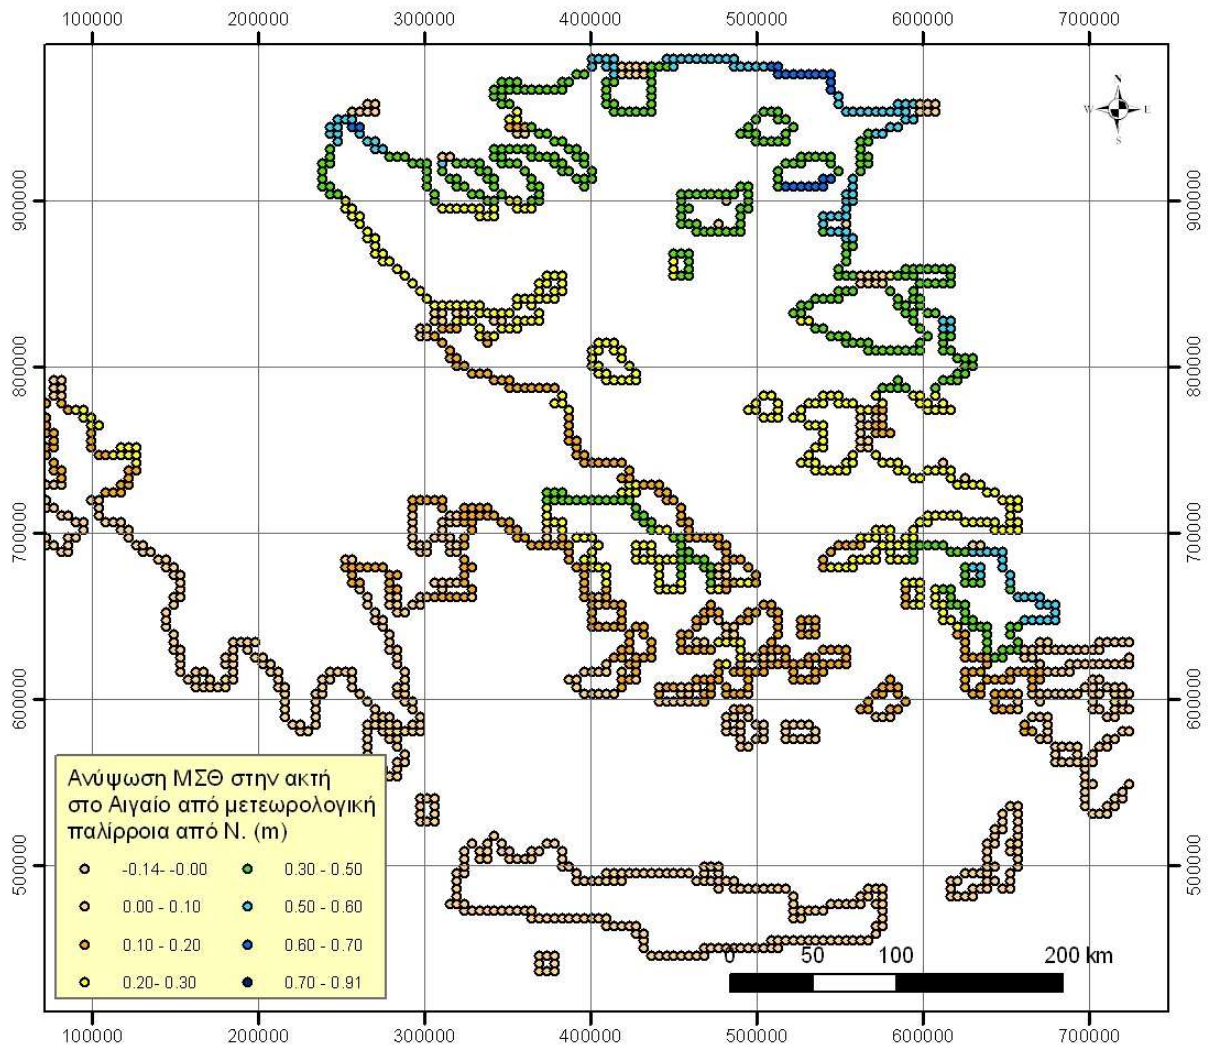 100000 200000 300000 400000 500000 600000 700000
N
W E
S
900000 900000
800000 800000
700000 700000
600000 600000
500000 500000
Ανύψωση ΜΣΘ στην ακτή
στο Αιγαίο από μετεωρολογική
παλίρροια από Ν. (m)
-0.14- -0.00 0.30 - 0.50
0.00 - 0.10 0.50 - 0.60
0.10 - 0.20 0.60 - 0.70
0.20- 0.30 0.70 - 0.91
0 50 100 200 km
100000 200000 300000 400000 500000 600000 700000